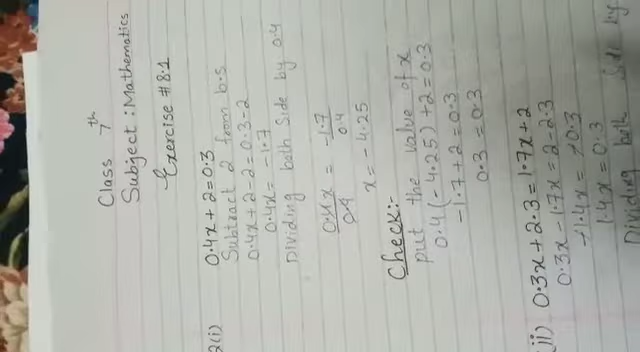 Class 7th
Subject : Mathematics
Exercise # 8.1
2(i) 0.4x + 2 = 0.3
Subtract 2 form b.s
0.4x + 2 - 2 = 0.3 - 2
0.4x = -1.7
Dividing both Side by 0.4
0.4x/0.4 = -1.7/0.4
x = -4.25
Check:-
put the value of x
0.4(-4.25) + 2 = 0.3
-1.7 + 2 = 0.3
0.3 = 0.3
(ii) 0.3x + 2.3 = 1.7x + 2
0.3x - 1.7x = 2 - 2.3
-1.4x = -0.3
1.4x = 0.3
Dividing both Side by